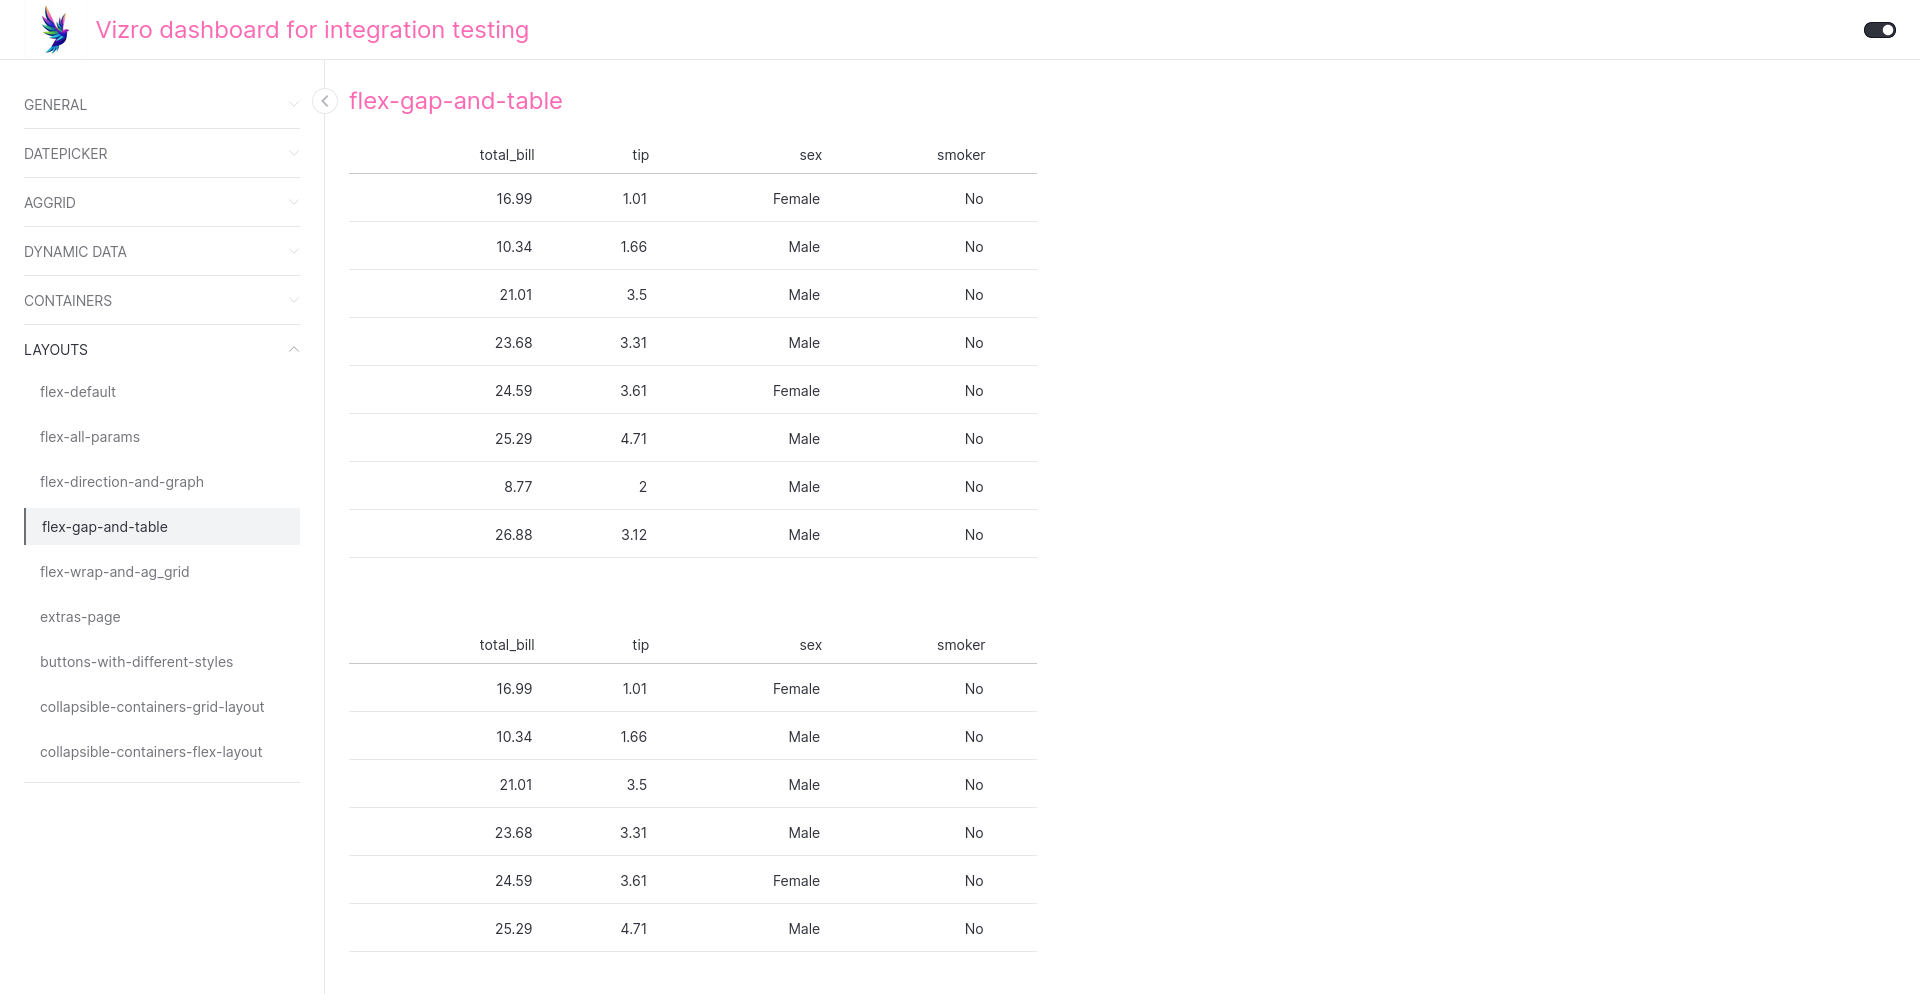 Vizro dashboard for integration testing
GENERAL
DATEPICKER
AGGRID
DYNAMIC DATA
CONTAINERS
LAYOUTS
flex-default
flex-all-params
flex-direction-and-graph
flex-gap-and-table
flex-wrap-and-ag_grid
extras-page
buttons-with-different-styles
collapsible-containers-grid-layout
collapsible-containers-flex-layout
flex-gap-and-table
total_bill tip sex smoker
16.99 1.01 Female No
10.34 1.66 Male No
21.01 3.5 Male No
23.68 3.31 Male No
24.59 3.61 Female No
25.29 4.71 Male No
8.77 2 Male No
26.88 3.12 Male No
total_bill tip sex smoker
16.99 1.01 Female No
10.34 1.66 Male No
21.01 3.5 Male No
23.68 3.31 Male No
24.59 3.61 Female No
25.29 4.71 Male No